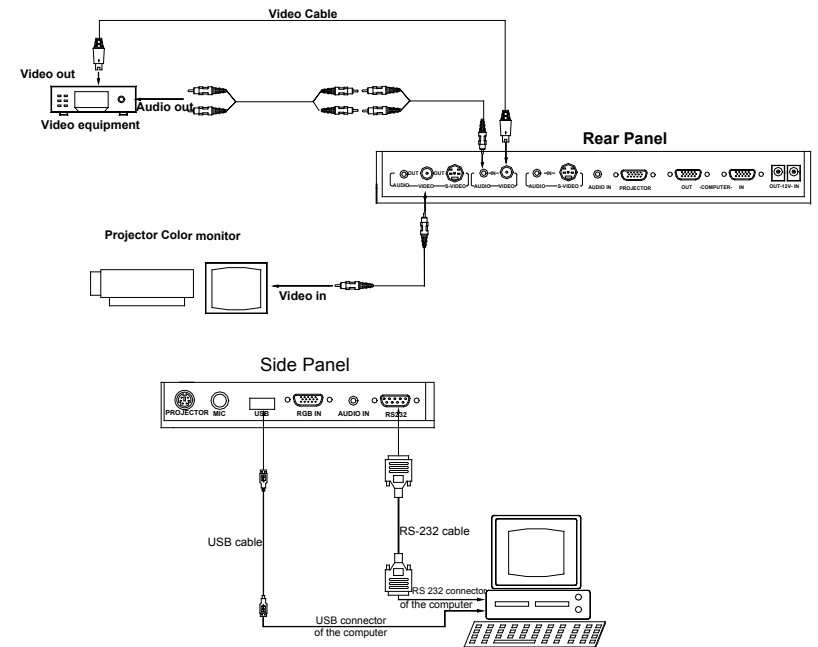 Video Cable
Video out
Audio out
Video equipment
Rear Panel
OUT OUT -IN- -IN-
AUDIO VIDEO S-VIDEO AUDIO VIDEO AUDIO S-VIDEO AUDIO IN PROJECTOR OUT -COMPUTER- IN OUT-12V-IN
Projector Color monitor
Video in
Side Panel
PROJECTOR MIC USB RGB IN AUDIO IN RS232
USB cable
RS-232 cable
RS 232 connector
of the computer
USB connector
of the computer